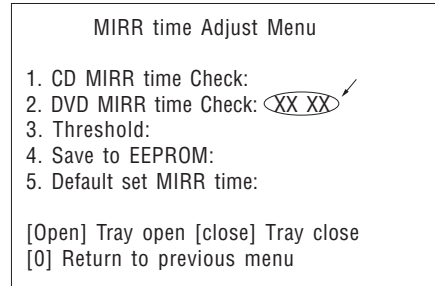 MIRR time Adjust Menu
1. CD MIRR time Check:
2. DVD MIRR time Check: XX XX
3. Threshold:
4. Save to EEPROM:
5. Default set MIRR time:
[Open] Tray open [close] Tray close
[0] Return to previous menu